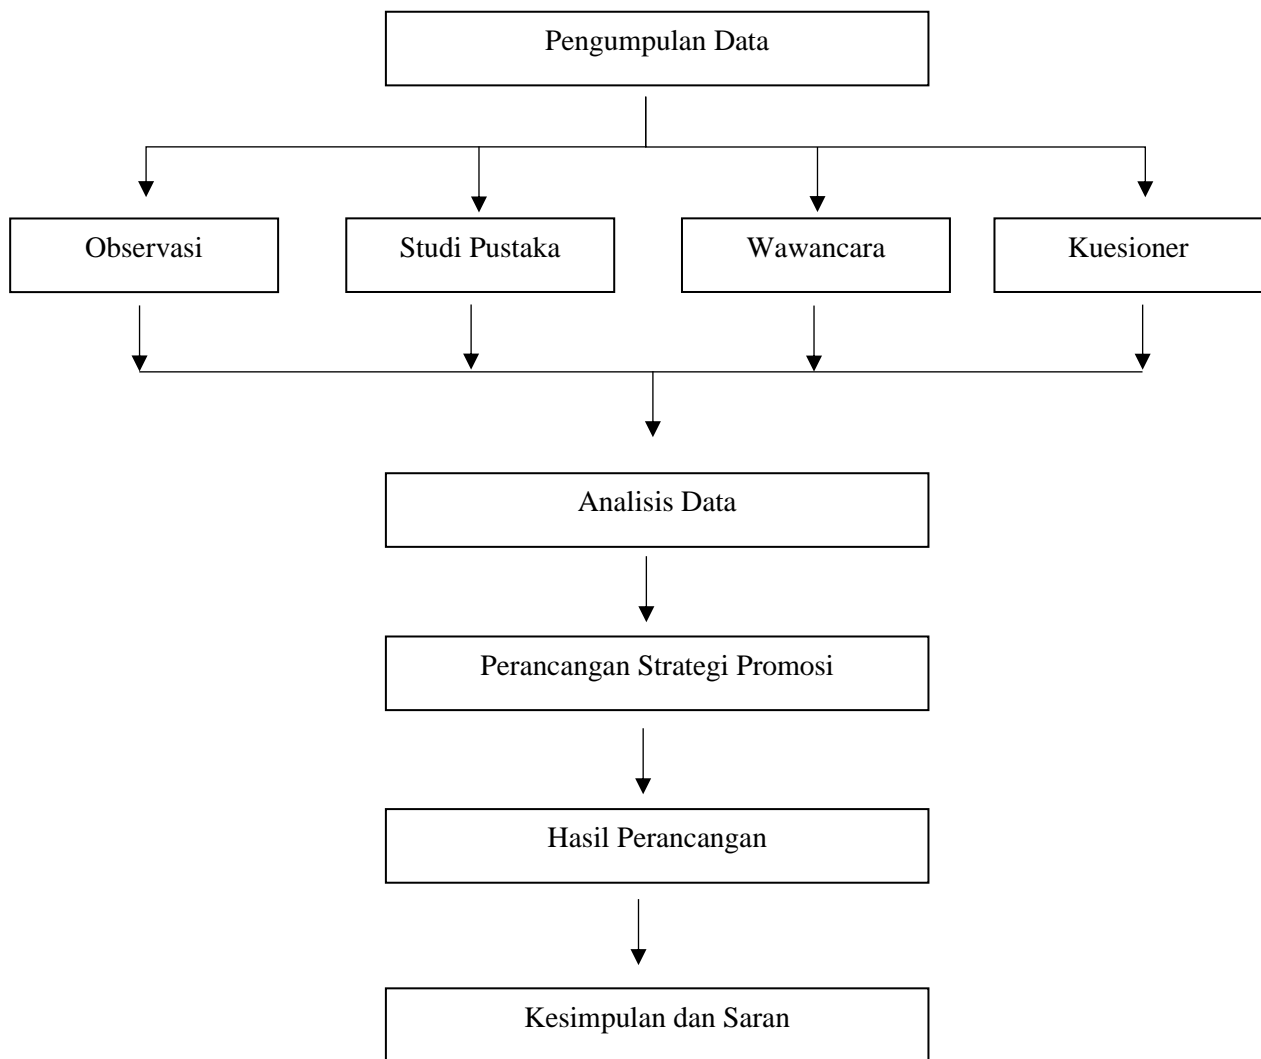 Pengumpulan Data
Observasi
Studi Pustaka
Wawancara
Kuesioner
Analisis Data
Perancangan Strategi Promosi
Hasil Perancangan
Kesimpulan dan Saran